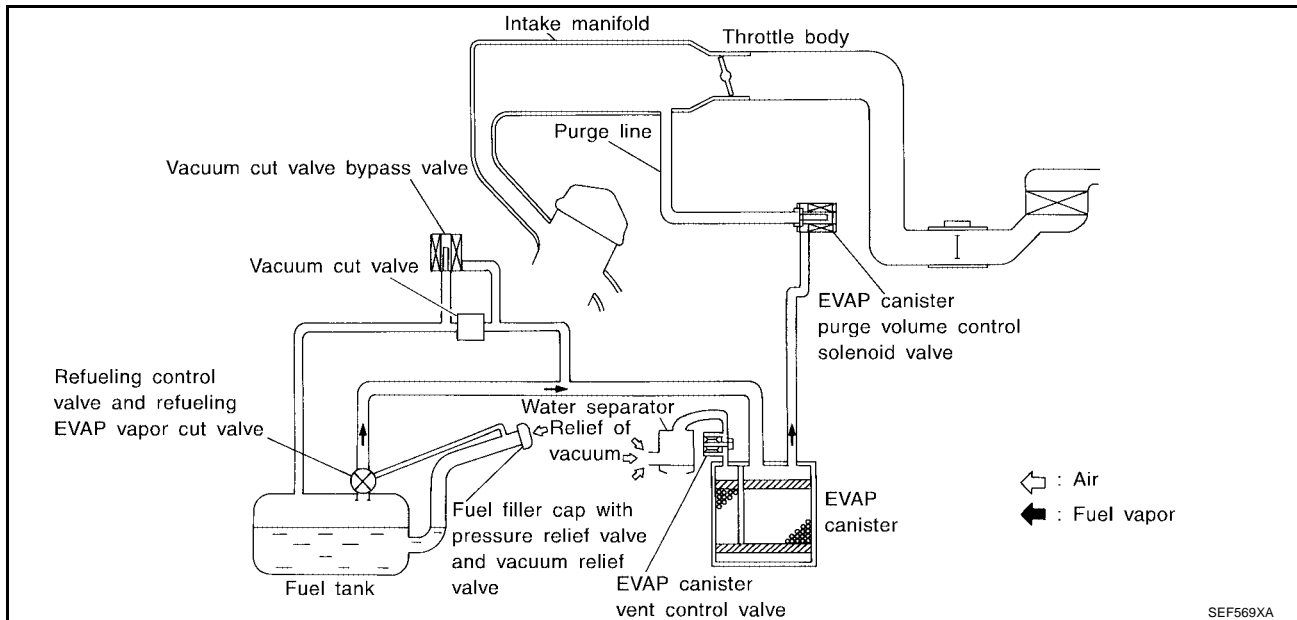 Intake manifold
Throttle body
Purge line
Vacuum cut valve bypass valve
Vacuum cut valve
EVAP canister
purge volume control
solenoid valve
Refueling control
valve and refueling
EVAP vapor cut valve
Water separator
Relief of
vacuum
Fuel filler cap with
pressure relief valve
and vacuum relief
valve
EVAP
canister
: Air
: Fuel vapor
Fuel tank
EVAP canister
vent control valve
SEF569XA